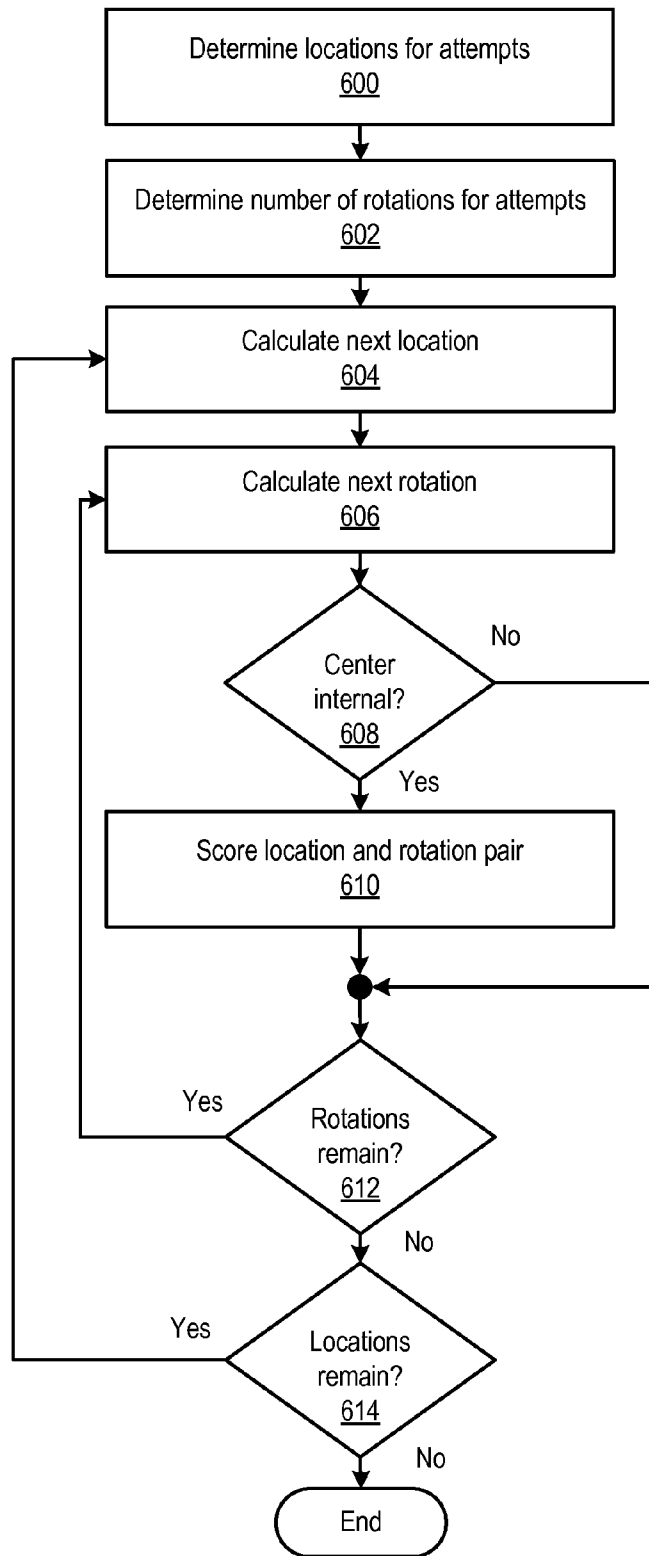 Determine locations for attempts
600
Determine number of rotations for attempts
602
Calculate next location
604
Calculate next rotation
606
No
Center
internal?
608
Yes
Score location and rotation pair
610
Yes
Rotations
remain?
612
No
Yes
Locations
remain?
614
No
End